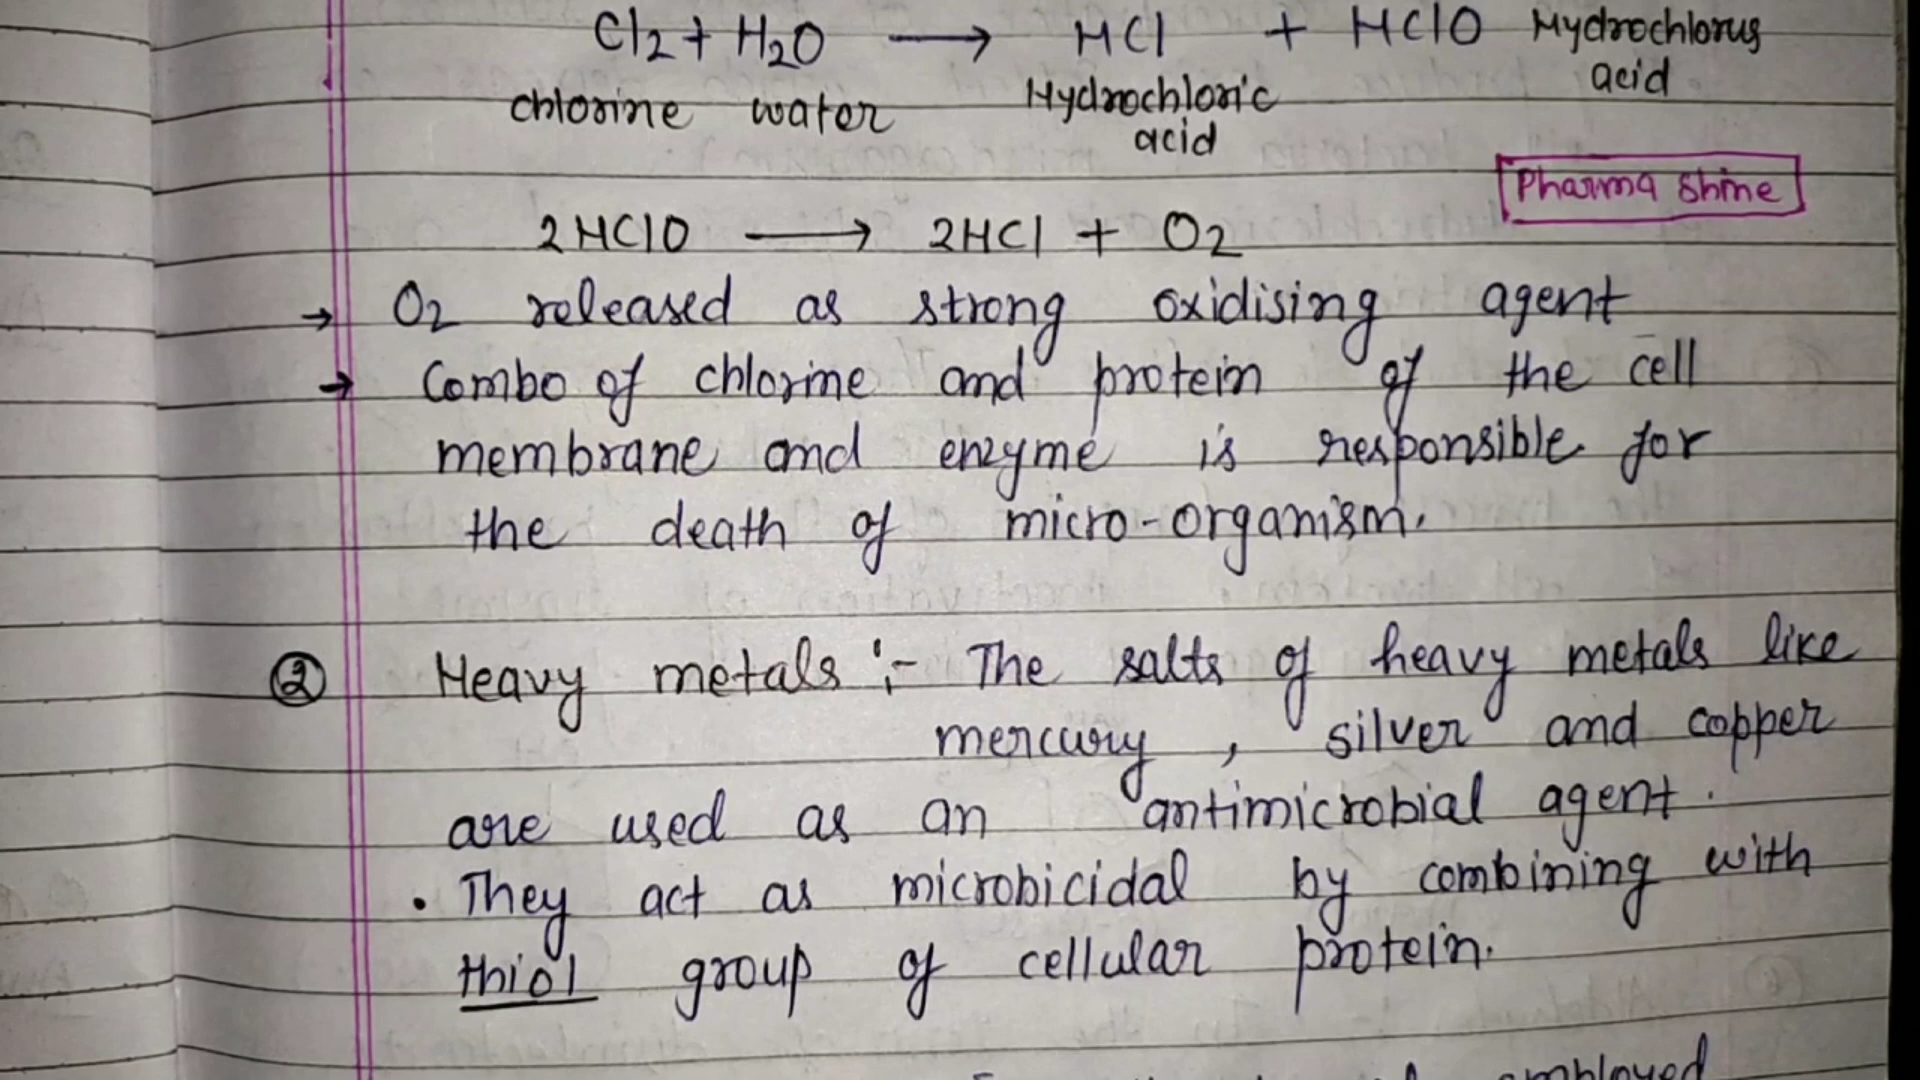 Cl2 + H2O → HCl + HClO Hydrochlorus
acid
chlorine water Hydrochloric
acid
Pharma Shine
2HClO → 2HCl + O2
→ O2 released as strong oxidising agent
→ Combo of chlorine and protein of the cell
membrane and enzyme is responsible for
the death of micro-organism.
② Heavy metals :- The salts of heavy metals like
mercury, silver and copper
are used as an antimicrobial agent.
• They act as microbicidal by combining with
thiol group of cellular protein.
employed